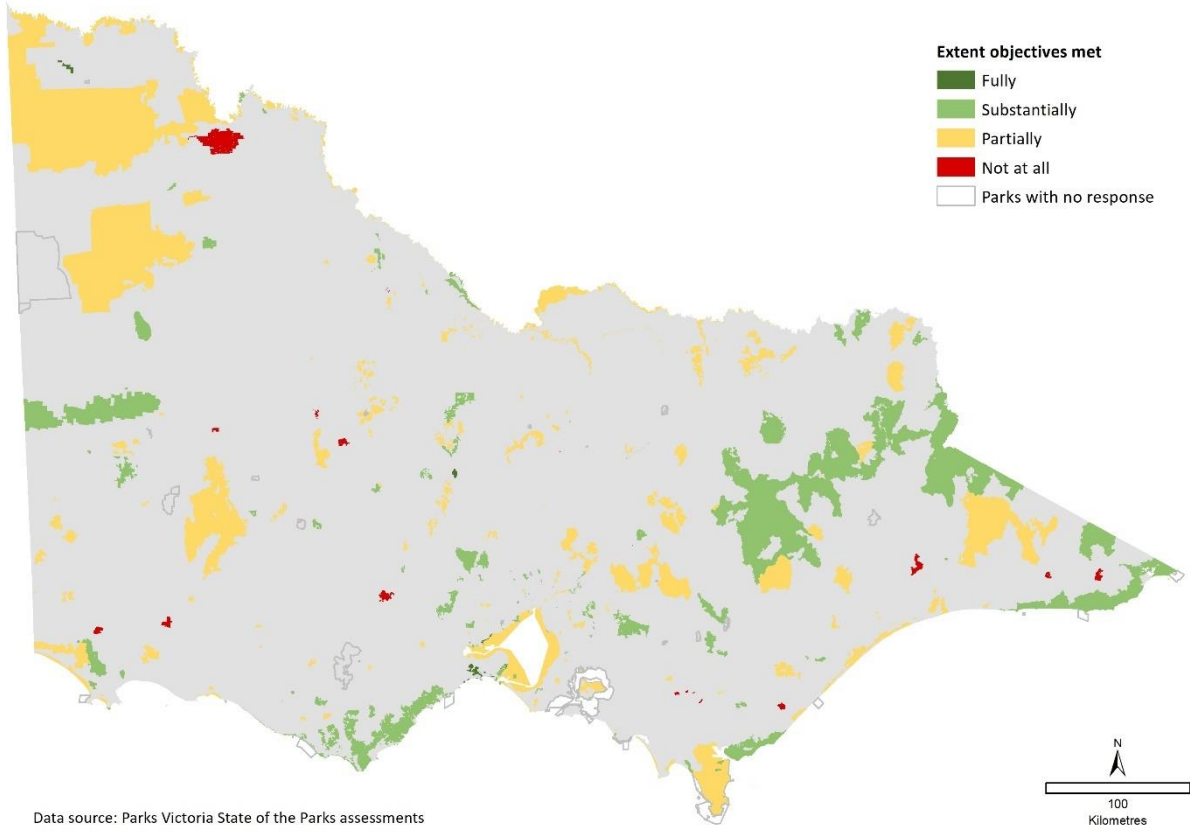 Extent objectives met
Fully
Substantially
Partially
Not at all
Parks with no response
N
100
Kilometres
Data source: Parks Victoria State of the Parks assessments